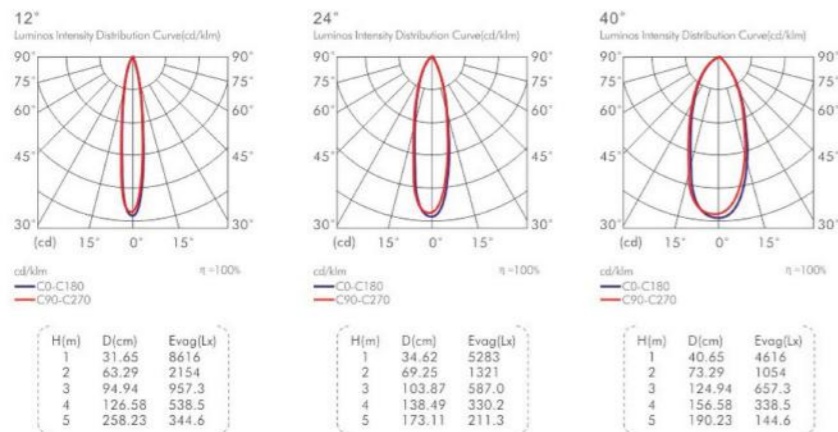 12°
Luminos Intensity Distribution Curve(cd/klm)
90° 90°
75° 75°
60° 60°
45° 45°
30° 30°
(cd) 15° 0° 15°
cd/klm η=100%
C0-C180
C90-C270
H(m) D(cm) Evag(Lx)
1 31.65 8616
2 63.29 2154
3 94.94 957.3
4 126.58 538.5
5 258.23 344.6
24°
Luminos Intensity Distribution Curve(cd/klm)
90° 90°
75° 75°
60° 60°
45° 45°
30° 30°
(cd) 15° 0° 15°
cd/klm η=100%
C0-C180
C90-C270
H(m) D(cm) Evag(Lx)
1 34.62 5283
2 69.25 1321
3 103.87 587.0
4 138.49 330.2
5 173.11 211.3
40°
Luminos Intensity Distribution Curve(cd/klm)
90° 90°
75° 75°
60° 60°
45° 45°
30° 30°
(cd) 15° 0° 15°
cd/klm η=100%
C0-C180
C90-C270
H(m) D(cm) Evag(Lx)
1 40.65 4616
2 73.29 1054
3 124.94 657.3
4 156.58 338.5
5 190.23 144.6